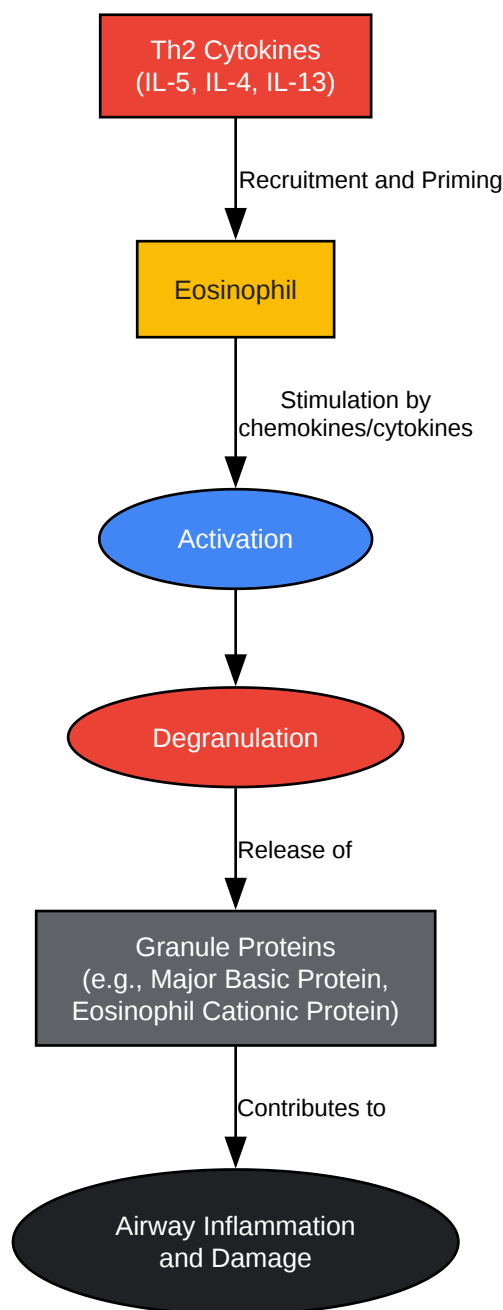 Th2 Cytokines
(IL-5, IL-4, IL-13)
Recruitment and Priming
Eosinophil
Stimulation by
chemokines/cytokines
Activation
Degranulation
Release of
Granule Proteins
(e.g., Major Basic Protein,
Eosinophil Cationic Protein)
Contributes to
Airway Inflammation
and Damage